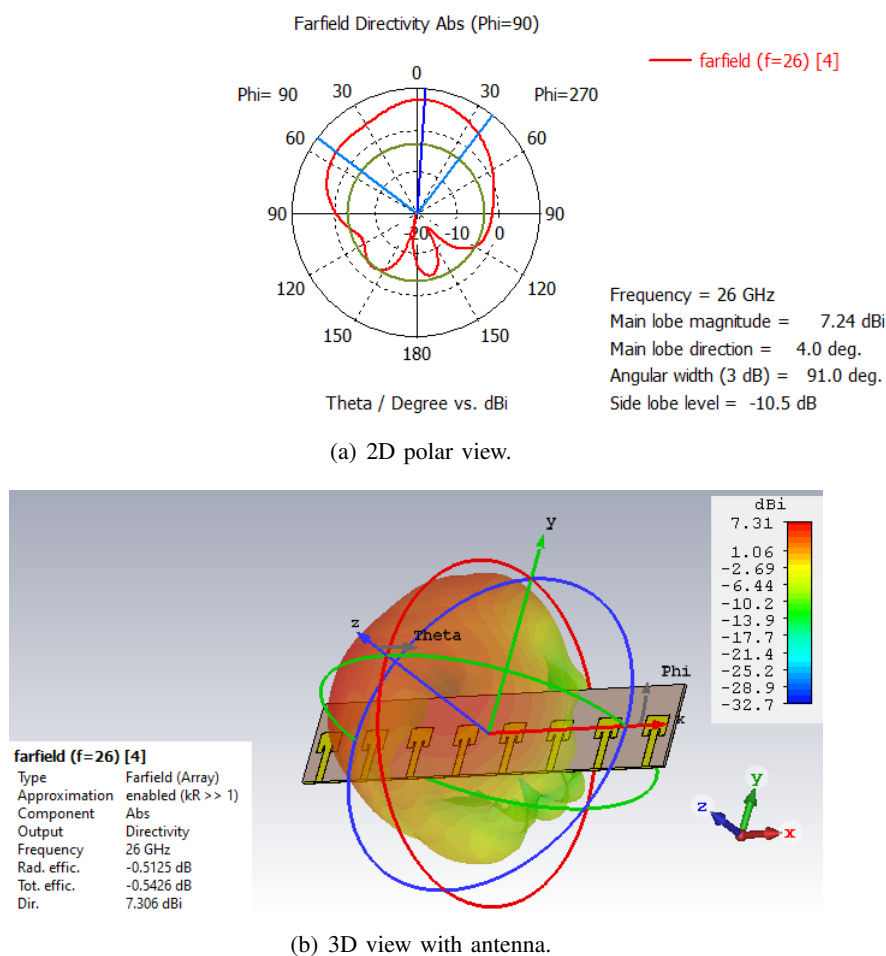 Farfield Directivity Abs (Phi=90)
farfield (f=26) [4]
0
Phi= 90 30 30 Phi=270
60 60
90 -20 -10 0 90
120 120
150 150
180
Theta / Degree vs. dBi
Frequency = 26 GHz
Main lobe magnitude = 7.24 dBi
Main lobe direction = 4.0 deg.
Angular width (3 dB) = 91.0 deg.
Side lobe level = -10.5 dB
(a) 2D polar view.
dBi
7.31
1.06
-2.69
-6.44
-10.2
-13.9
-17.7
-21.4
-25.2
-28.9
-32.7
y
z
Theta
Phi
x
farfield (f=26) [4]
Type Farfield (Array)
Approximation enabled (kR >> 1)
Component Abs
Output Directivity
Frequency 26 GHz
Rad. effic. -0.5125 dB
Tot. effic. -0.5426 dB
Dir. 7.306 dBi
y
z
x
(b) 3D view with antenna.